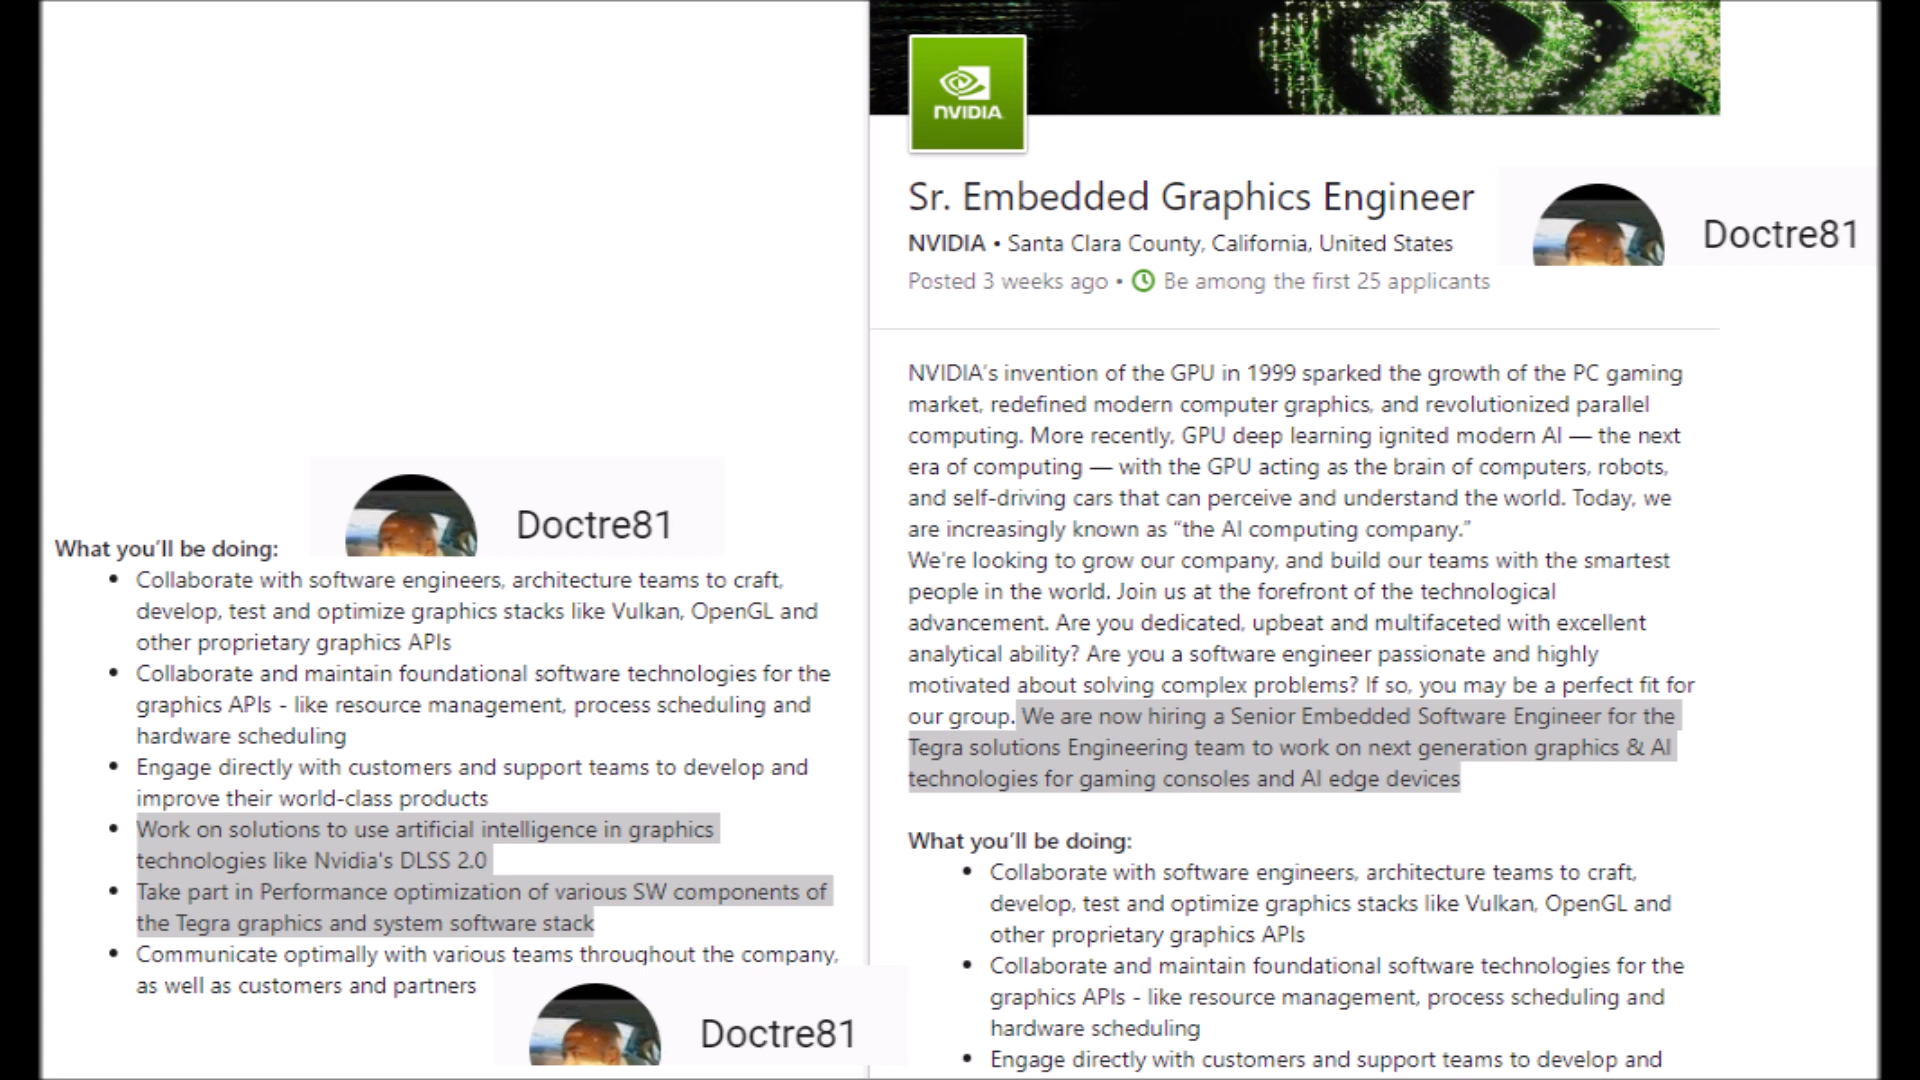 Doctre81
What you'll be doing:
• Collaborate with software engineers, architecture teams to craft,
develop, test and optimize graphics stacks like Vulkan, OpenGL and
other proprietary graphics APIs
• Collaborate and maintain foundational software technologies for the
graphics APIs - like resource management, process scheduling and
hardware scheduling
• Engage directly with customers and support teams to develop and
improve their world-class products
• Work on solutions to use artificial intelligence in graphics
technologies like Nvidia's DLSS 2.0
• Take part in Performance optimization of various SW components of
the Tegra graphics and system software stack
• Communicate optimally with various teams throughout the company,
as well as customers and partners
Doctre81
NVIDIA
Sr. Embedded Graphics Engineer
Doctre81
NVIDIA • Santa Clara County, California, United States
Posted 3 weeks ago • Be among the first 25 applicants
NVIDIA's invention of the GPU in 1999 sparked the growth of the PC gaming
market, redefined modern computer graphics, and revolutionized parallel
computing. More recently, GPU deep learning ignited modern AI — the next
era of computing — with the GPU acting as the brain of computers, robots,
and self-driving cars that can perceive and understand the world. Today, we
are increasingly known as “the AI computing company.”
We're looking to grow our company, and build our teams with the smartest
people in the world. Join us at the forefront of the technological
advancement. Are you dedicated, upbeat and multifaceted with excellent
analytical ability? Are you a software engineer passionate and highly
motivated about solving complex problems? If so, you may be a perfect fit for
our group. We are now hiring a Senior Embedded Software Engineer for the
Tegra solutions Engineering team to work on next generation graphics & AI
technologies for gaming consoles and AI edge devices
What you'll be doing:
• Collaborate with software engineers, architecture teams to craft,
develop, test and optimize graphics stacks like Vulkan, OpenGL and
other proprietary graphics APIs
• Collaborate and maintain foundational software technologies for the
graphics APIs - like resource management, process scheduling and
hardware scheduling
• Engage directly with customers and support teams to develop and